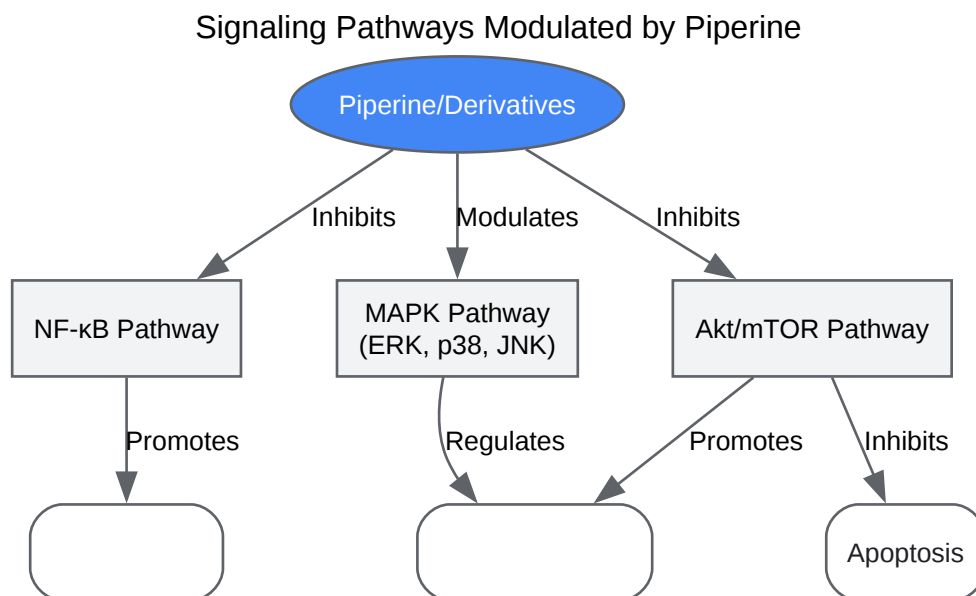 Signaling Pathways Modulated by Piperine
Piperine/Derivatives
Inhibits
Modulates
Inhibits
NF-κB Pathway
MAPK Pathway
(ERK, p38, JNK)
Akt/mTOR Pathway
Promotes
Regulates
Promotes
Inhibits
Apoptosis